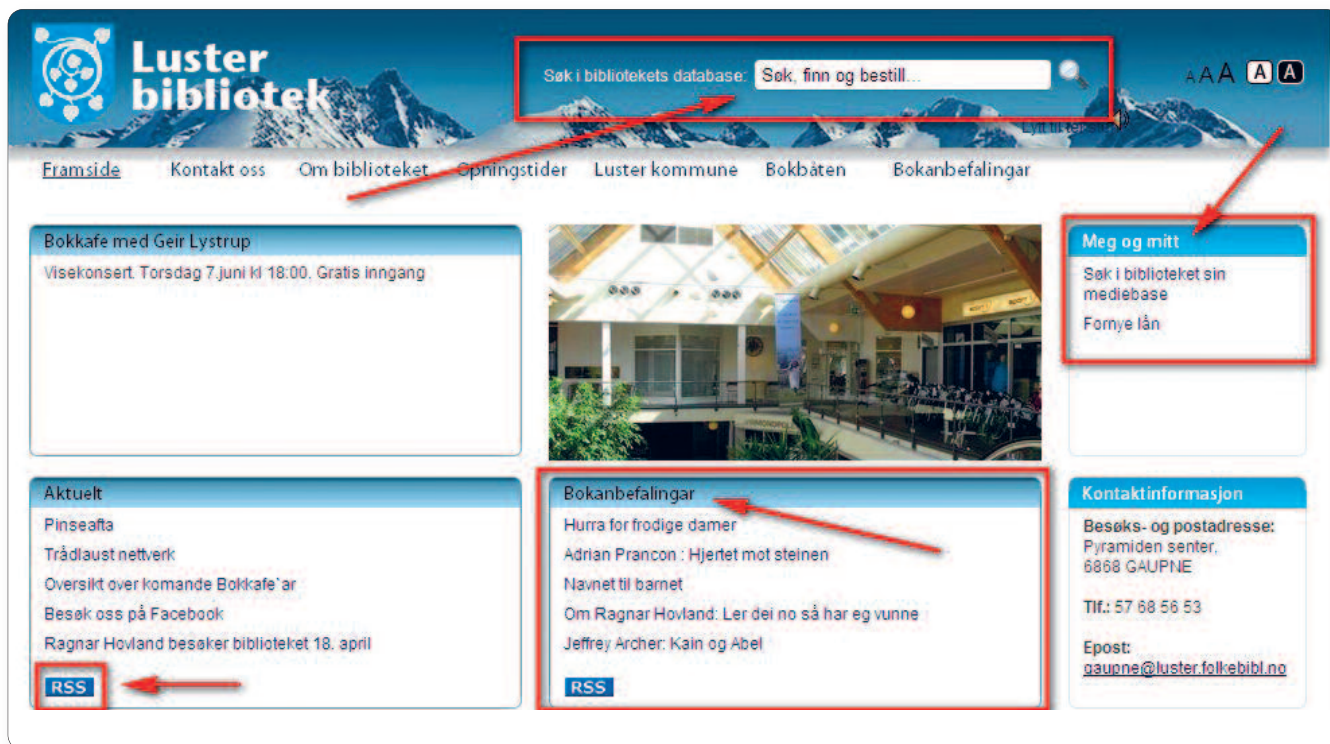 Luster
bibliotek
Søk i bibliotekets database: Søk, finn og bestill...
AAA A A
Lytt til tekst
Framside Kontakt oss Om biblioteket Opningstider Luster kommune Bokbåten Bokanbefalingar
Bokkafe med Geir Lystrup
Visekonsert. Torsdag 7.juni kl 18:00. Gratis inngang
Meg og mitt
Søk i biblioteket sin
mediebase
Fornye lån
Aktuelt
Pinseafta
Trådlaust nettverk
Oversikt over komande Bokkafe`ar
Besøk oss på Facebook
Ragnar Hovland besøker biblioteket 18. april
RSS
Bokanbefalingar
Hurra for frodige damer
Adrian Prancon : Hjertet mot steinen
Navnet til barnet
Om Ragnar Hovland: Ler dei no så har eg vunne
Jeffrey Archer: Kain og Abel
RSS
Kontaktinformasjon
Besøks- og postadresse:
Pyramiden senter,
6868 GAUPNE
Tlf.: 57 68 56 53
Epost:
gaupne@luster.folkebibl.no